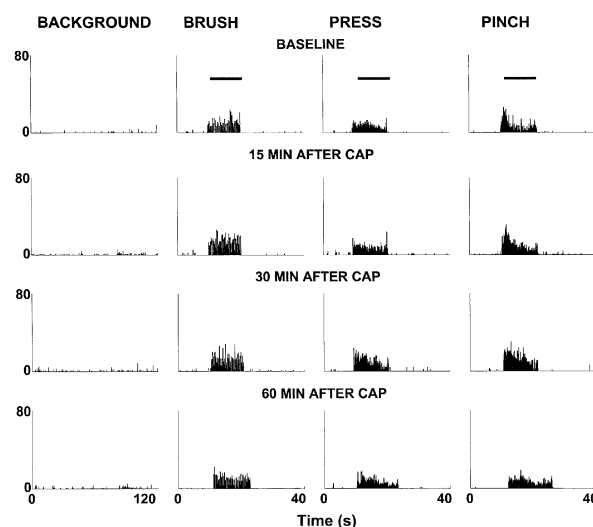 BACKGROUND BRUSH PRESS PINCH
BASELINE
80
0
15 MIN AFTER CAP
80
0
30 MIN AFTER CAP
80
0
60 MIN AFTER CAP
80
0
0 120 0 40 0 40 0 40
Time (s)